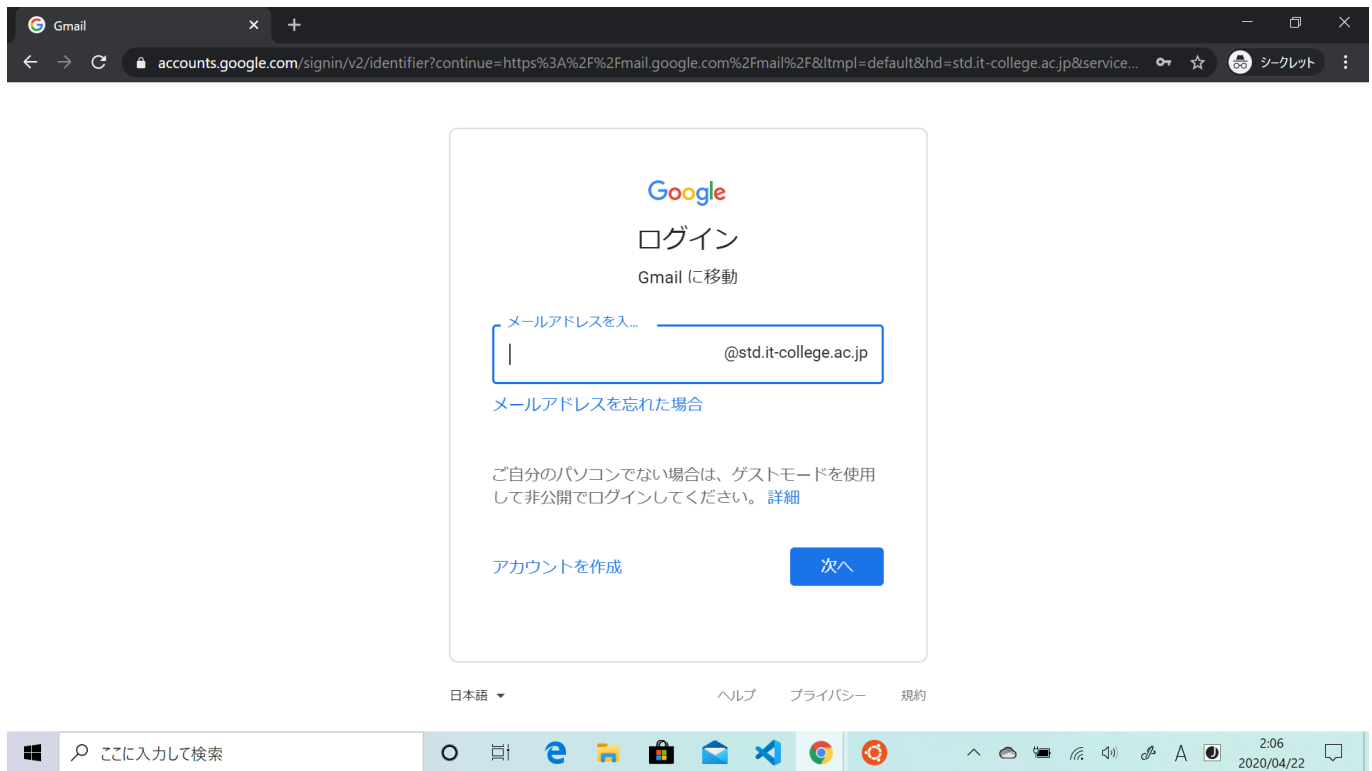 Gmail
accounts.google.com/signin/v2/identifier?continue=https%3A%2F%2Fmail.google.com%2Fmail%2F&ltmpl=default&hd=std.it-college.ac.jp&service...
シークレット
Google
ログイン
Gmail に移動
メールアドレスを入...
@std.it-college.ac.jp
メールアドレスを忘れた場合
ご自分のパソコンでない場合は、ゲストモードを使用
して非公開でログインしてください。 詳細
アカウントを作成
次へ
日本語
ヘルプ
プライバシー
規約
ここに入力して検索
A
2:06
2020/04/22